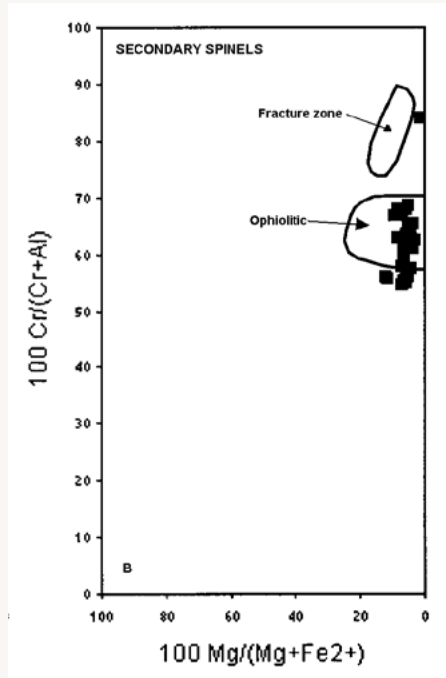 SECONDARY SPINELS
100
90
80
70
60
50
40
30
20
10
0
100 Cr/(Cr+Al)
Fracture zone
Ophiolitic
B
100
80
60
40
20
0
100 Mg/(Mg+Fe2+)